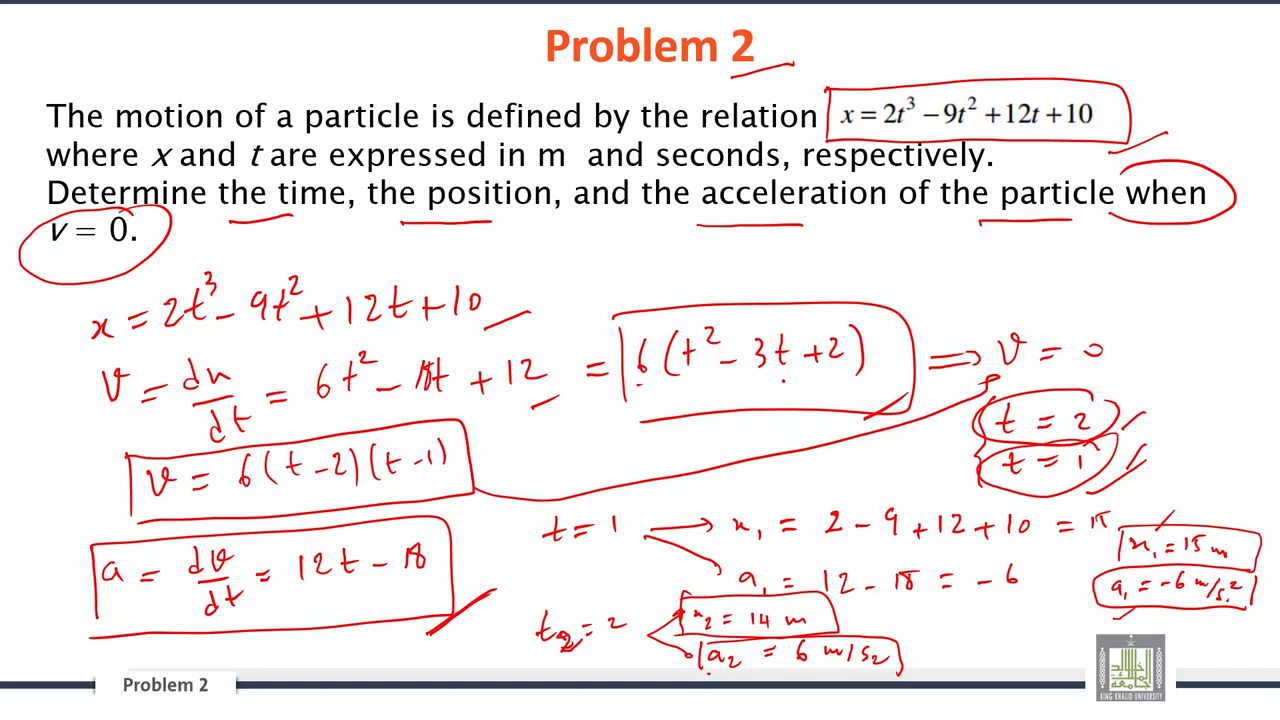 Problem 2
The motion of a particle is defined by the relation x = 2t³ − 9t² + 12t + 10
where x and t are expressed in m and seconds, respectively.
Determine the time, the position, and the acceleration of the particle when
v = 0.
x = 2t³ − 9t² + 12t + 10
v = dx/dt = 6t² − 18t + 12 = 6(t² − 3t + 2) ⟹ v = 0
t = 2
v = 6(t − 2)(t − 1)
t = 1
t = 1 → x₁ = 2 − 9 + 12 + 10 = 15
x₁ = 15 m
a = dv/dt = 12t − 18
a₁ = 12 − 18 = −6
a₁ = −6 m/s²
t₂ = 2
x₂ = 14 m
a₂ = 6 m/s2
Problem 2
KING KHALID UNIVERSITY